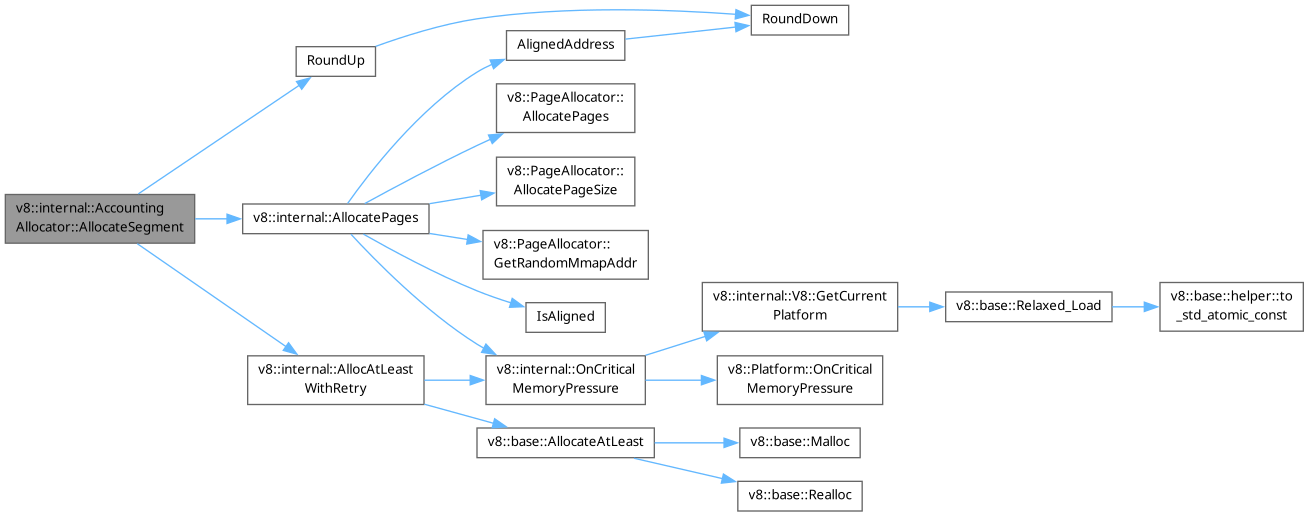 v8::internal::Accounting
Allocator::AllocateSegment
RoundUp
RoundDown
v8::internal::AllocatePages
AlignedAddress
v8::PageAllocator::
AllocatePages
v8::PageAllocator::
AllocatePageSize
v8::PageAllocator::
GetRandomMmapAddr
IsAligned
v8::internal::OnCritical
MemoryPressure
v8::internal::V8::GetCurrent
Platform
v8::base::Relaxed_Load
v8::base::helper::to
_std_atomic_const
v8::Platform::OnCritical
MemoryPressure
v8::internal::AllocAtLeast
WithRetry
v8::base::AllocateAtLeast
v8::base::Malloc
v8::base::Realloc